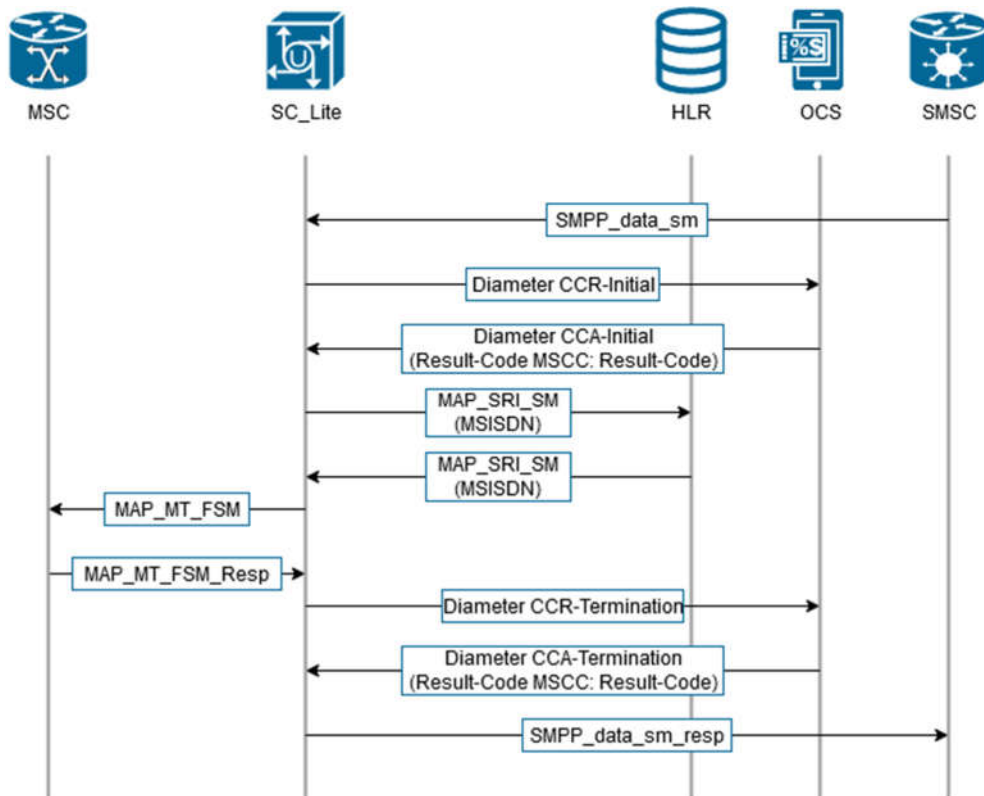 MSC
SC_Lite
HLR
OCS
SMSC
SMPP_data_sm
Diameter CCR-Initial
Diameter CCA-Initial
(Result-Code MSCC: Result-Code)
MAP_SRI_SM
(MSISDN)
MAP_SRI_SM
(MSISDN)
MAP_MT_FSM
MAP_MT_FSM_Resp
Diameter CCR-Termination
Diameter CCA-Termination
(Result-Code MSCC: Result-Code)
SMPP_data_sm_resp
U
%S